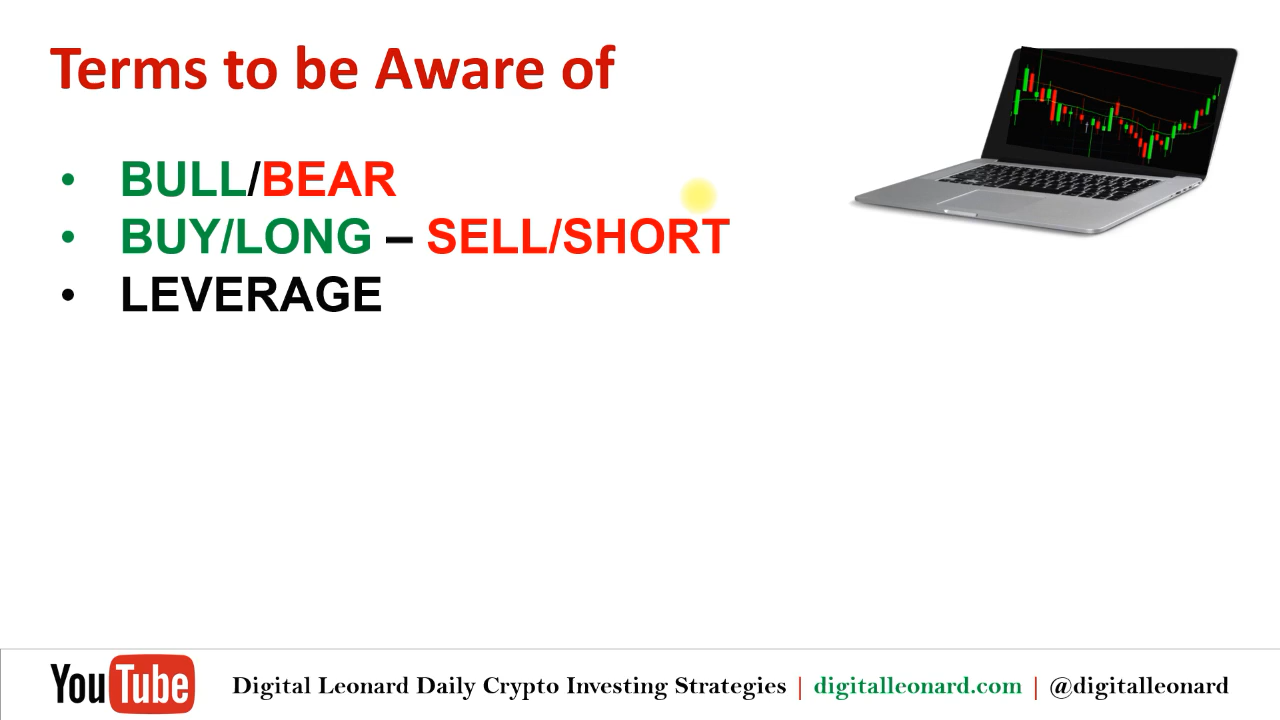 Terms to be Aware of
• BULL/BEAR
• BUY/LONG – SELL/SHORT
• LEVERAGE
YouTube Digital Leonard Daily Crypto Investing Strategies | digitalleonard.com | @digitalleonard